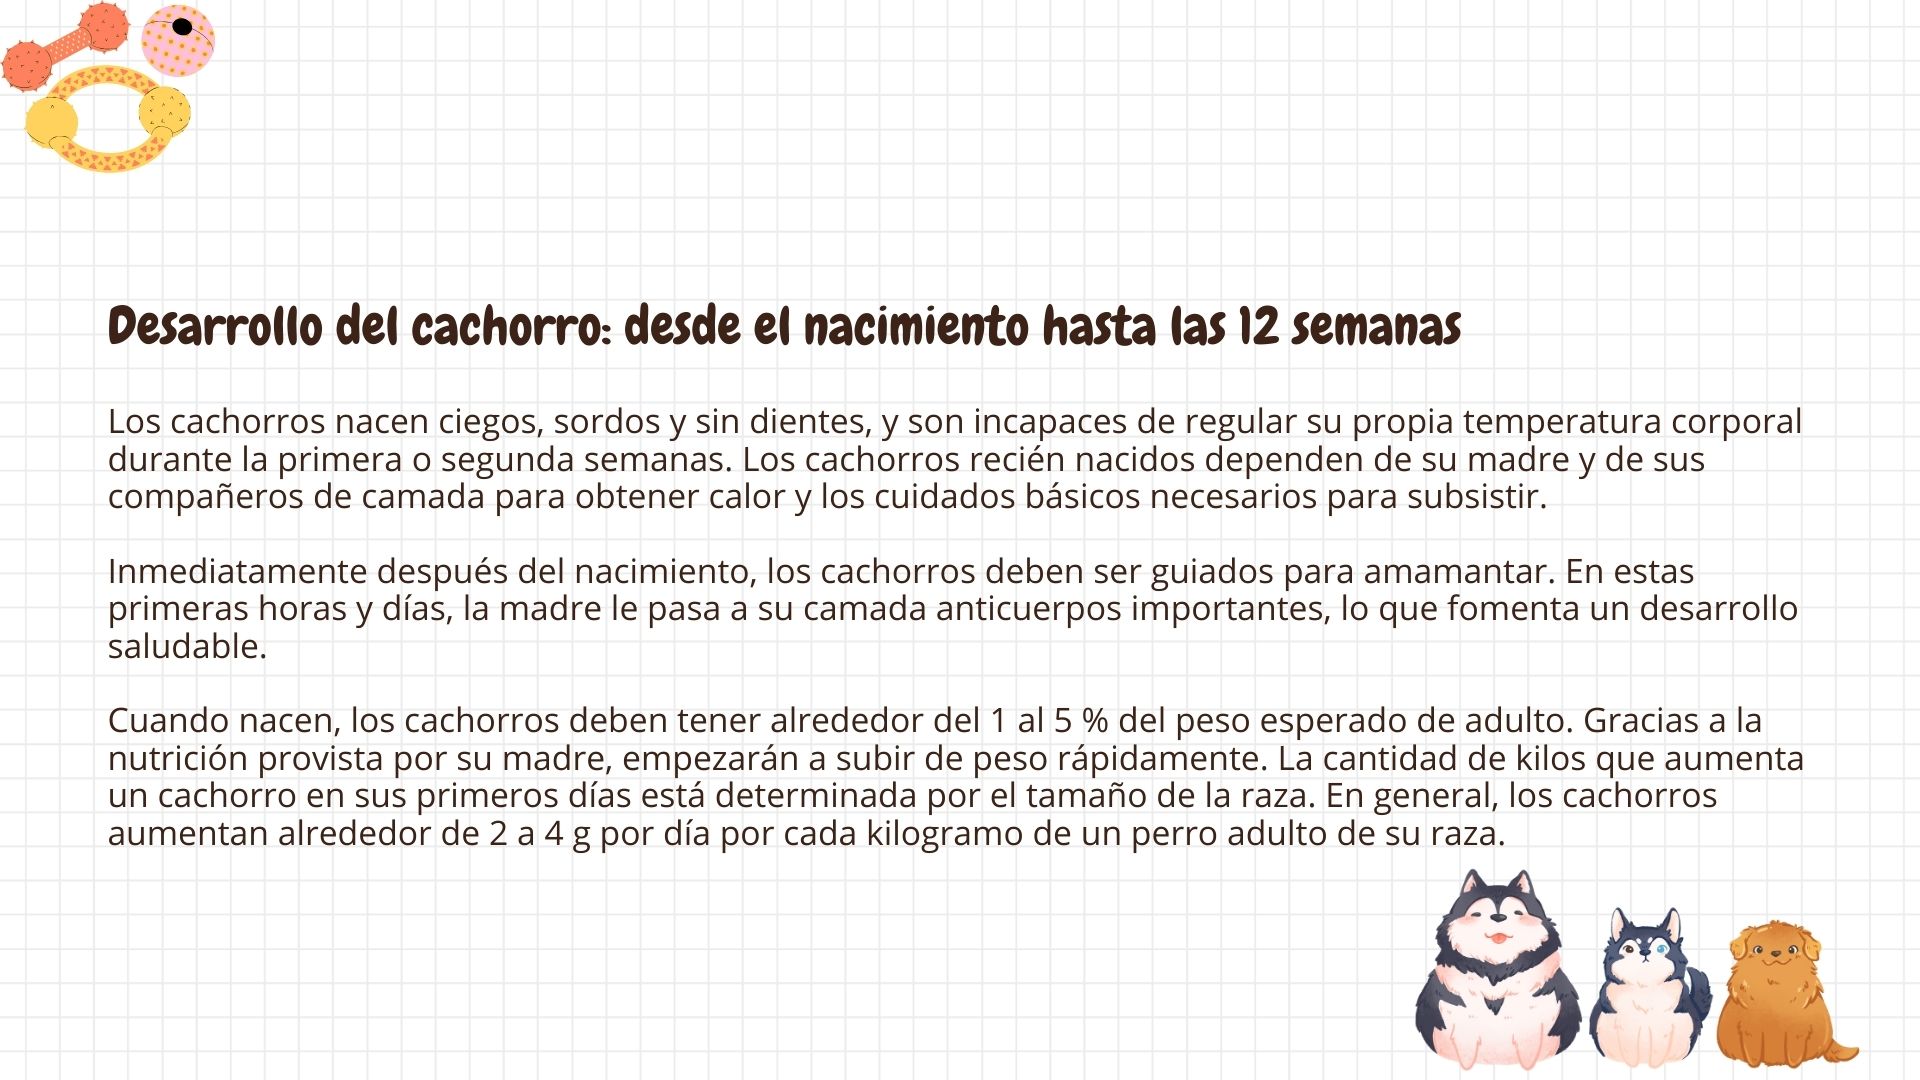 Desarrollo del cachorro: desde el nacimiento hasta las 12 semanas
Los cachorros nacen ciegos, sordos y sin dientes, y son incapaces de regular su propia temperatura corporal
durante la primera o segunda semanas. Los cachorros recién nacidos dependen de su madre y de sus
compañeros de camada para obtener calor y los cuidados básicos necesarios para subsistir.
Inmediatamente después del nacimiento, los cachorros deben ser guiados para amamantar. En estas
primeras horas y días, la madre le pasa a su camada anticuerpos importantes, lo que fomenta un desarrollo
saludable.
Cuando nacen, los cachorros deben tener alrededor del 1 al 5 % del peso esperado de adulto. Gracias a la
nutrición provista por su madre, empezarán a subir de peso rápidamente. La cantidad de kilos que aumenta
un cachorro en sus primeros días está determinada por el tamaño de la raza. En general, los cachorros
aumentan alrededor de 2 a 4 g por día por cada kilogramo de un perro adulto de su raza.